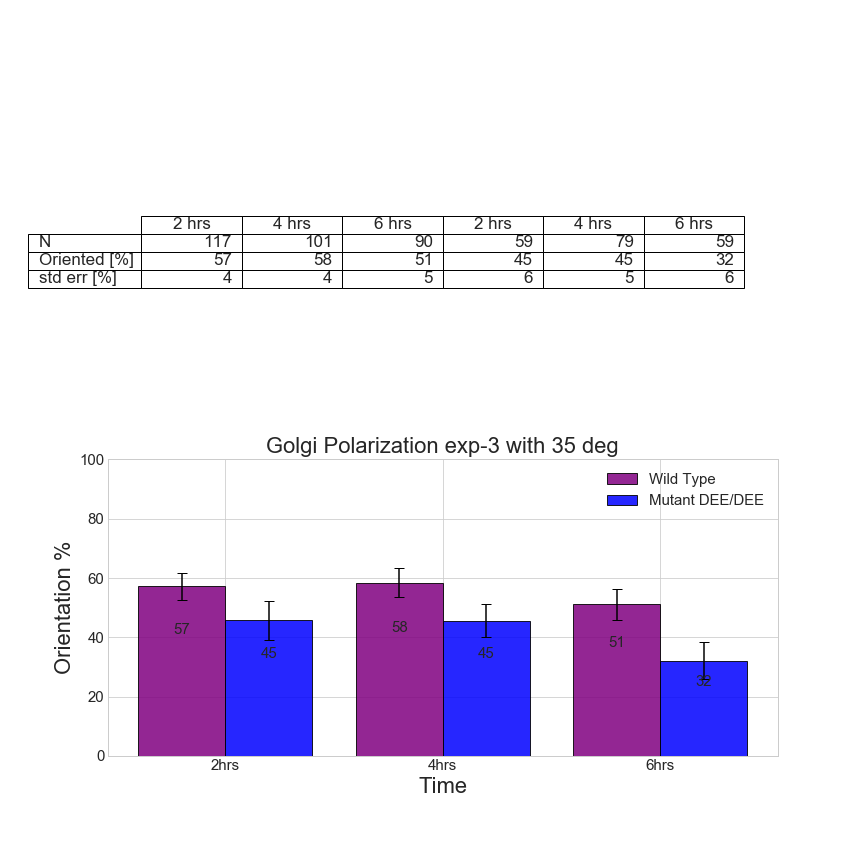 2 hrs 4 hrs 6 hrs 2 hrs 4 hrs 6 hrs
N 117 101 90 59 79 59
Oriented [%] 57 58 51 45 45 32
std err [%] 4 4 5 6 5 6
Golgi Polarization exp-3 with 35 deg
100
80
60
40
20
0
Orientation %
Wild Type
Mutant DEE/DEE
57
45
58
45
51
32
2hrs 4hrs 6hrs
Time